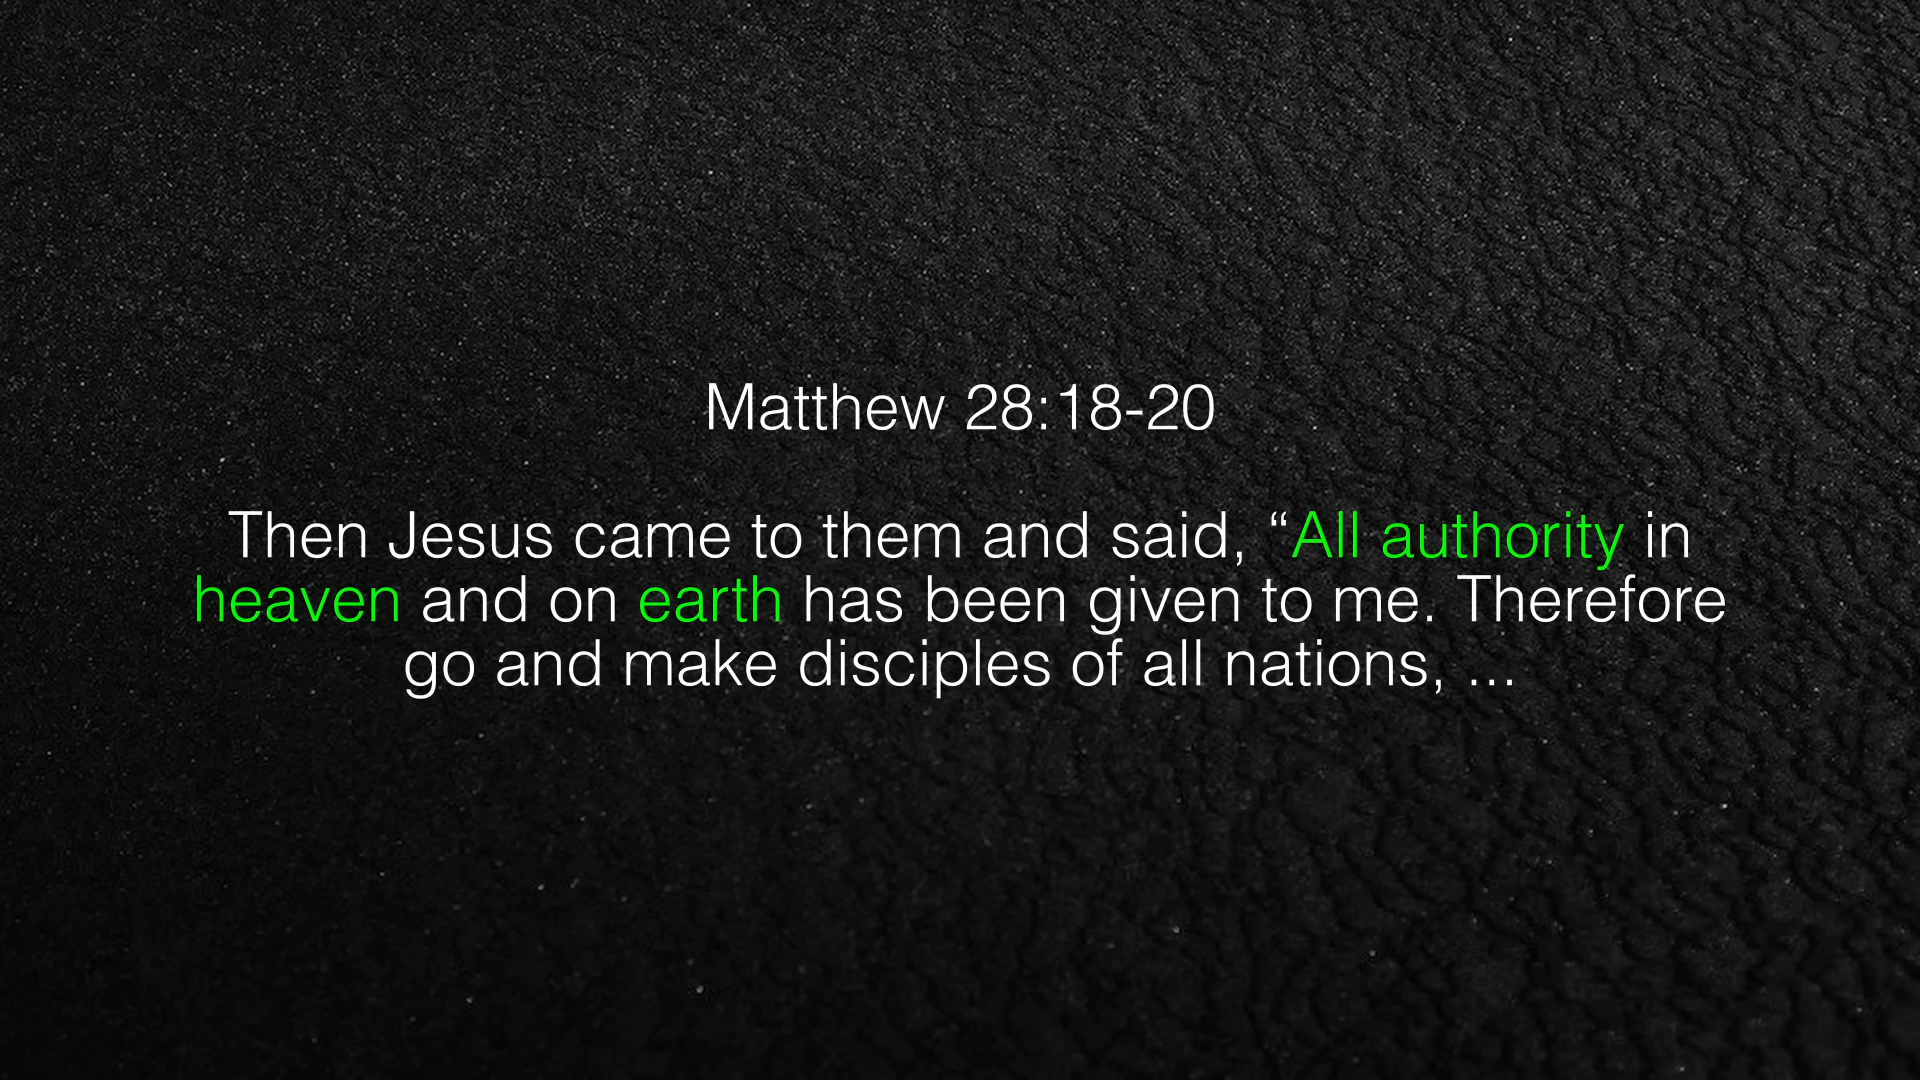 Matthew 28:18-20
Then Jesus came to them and said, “All authority in
heaven and on earth has been given to me. Therefore
go and make disciples of all nations, ...